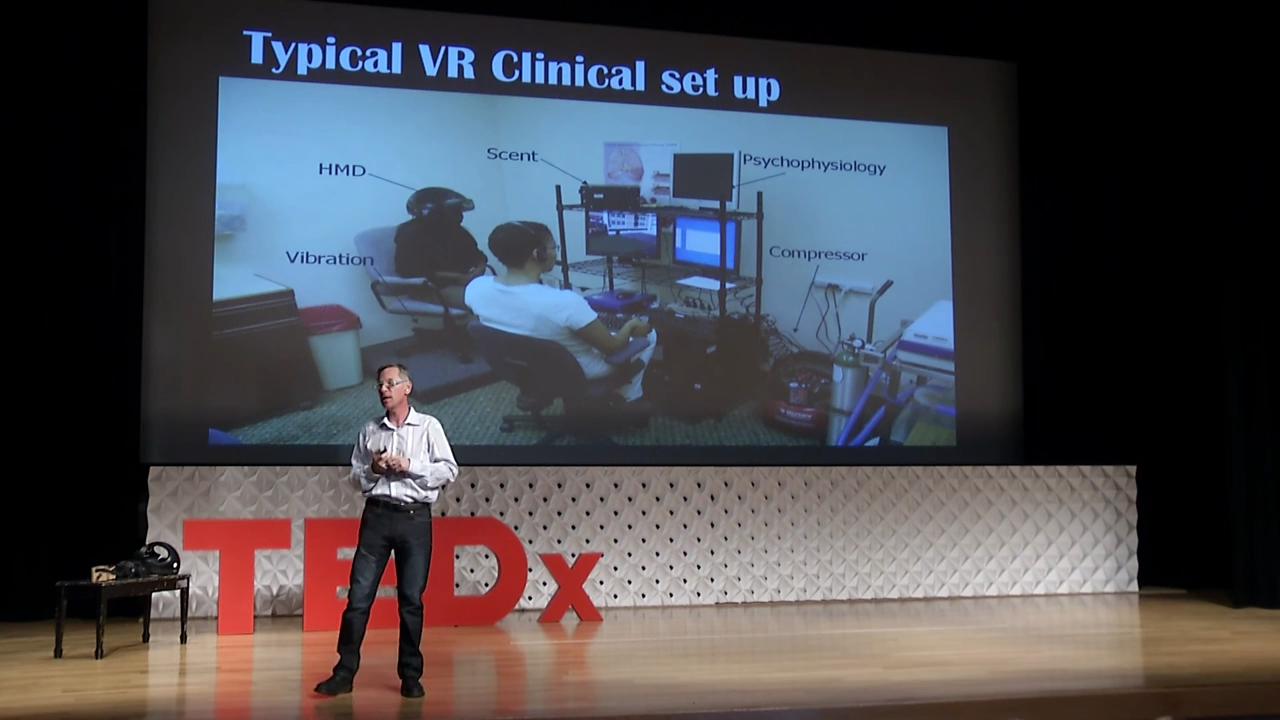 Typical VR Clinical set up
Scent
HMD
Psychophysiology
Vibration
Compressor
TEDx